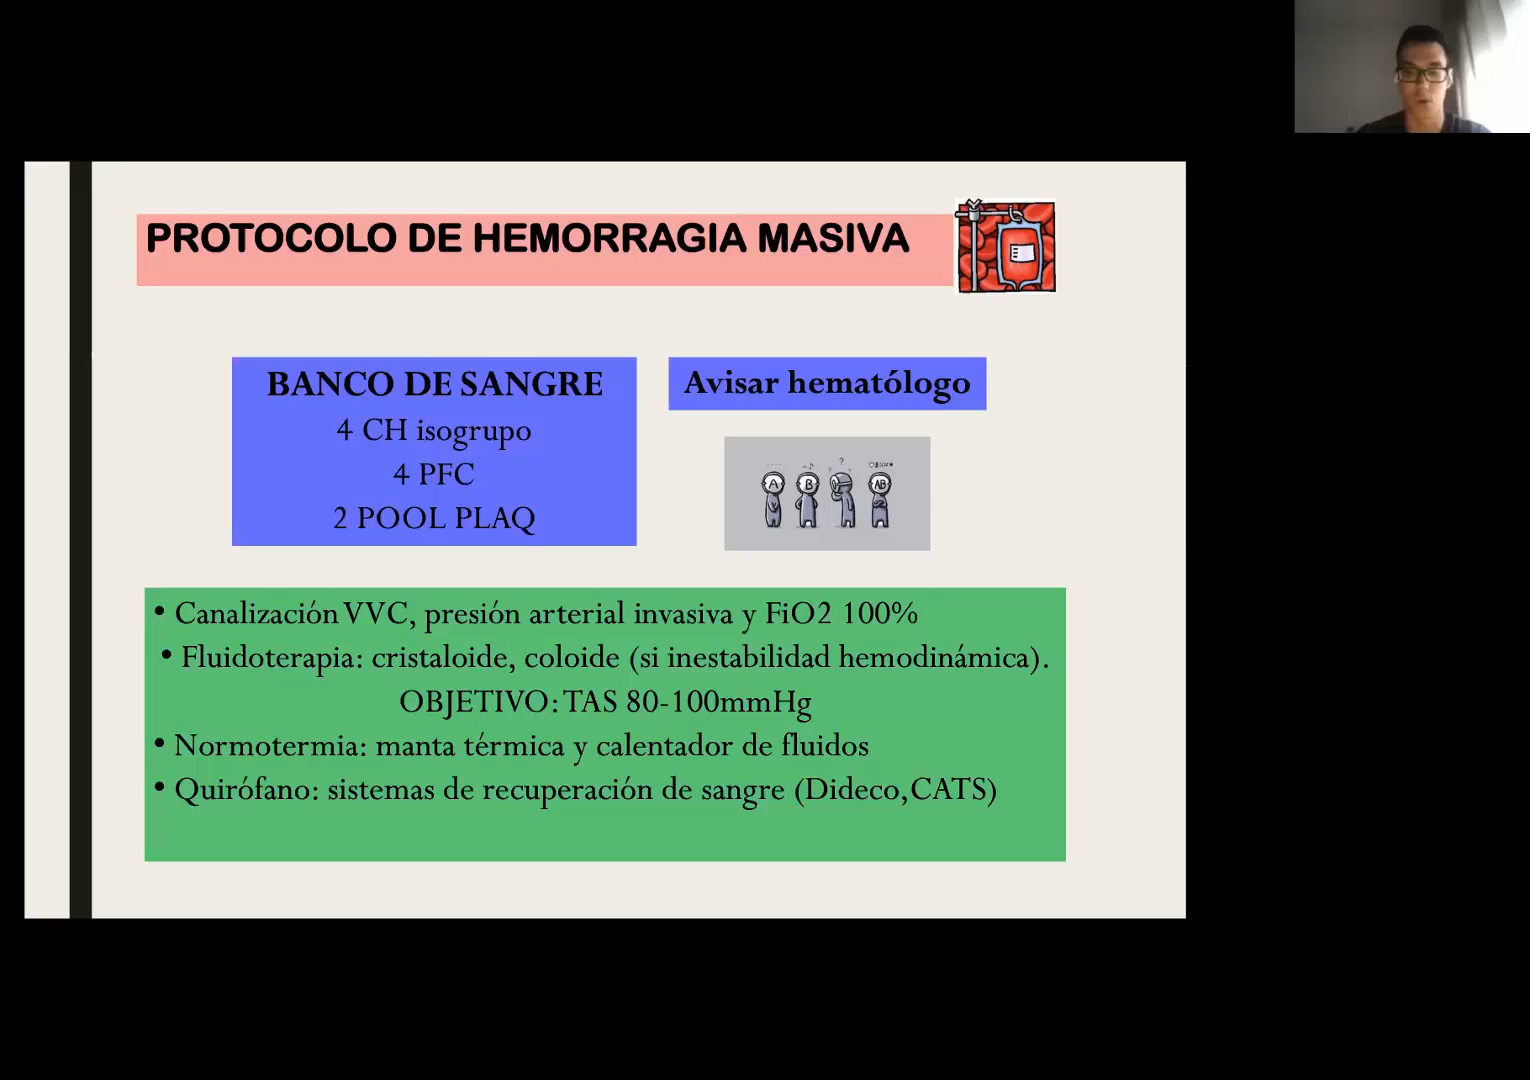 PROTOCOLO DE HEMORRAGIA MASIVA
BANCO DE SANGRE
4 CH isogrupo
4 PFC
2 POOL PLAQ
Avisar hematólogo
?
A
B
AB
• Canalización VVC, presión arterial invasiva y FiO2 100%
• Fluidoterapia: cristaloide, coloide (si inestabilidad hemodinámica).
OBJETIVO: TAS 80-100mmHg
• Normotermia: manta térmica y calentador de fluidos
• Quirófano: sistemas de recuperación de sangre (Dideco,CATS)